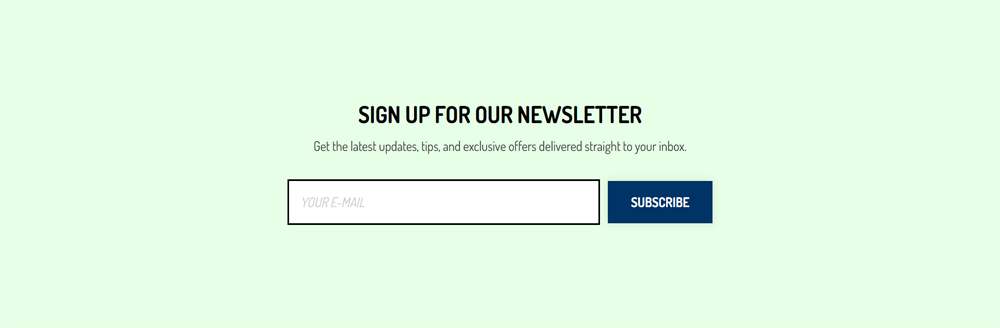 SIGN UP FOR OUR NEWSLETTER
Get the latest updates, tips, and exclusive offers delivered straight to your inbox.
YOUR E-MAIL
SUBSCRIBE